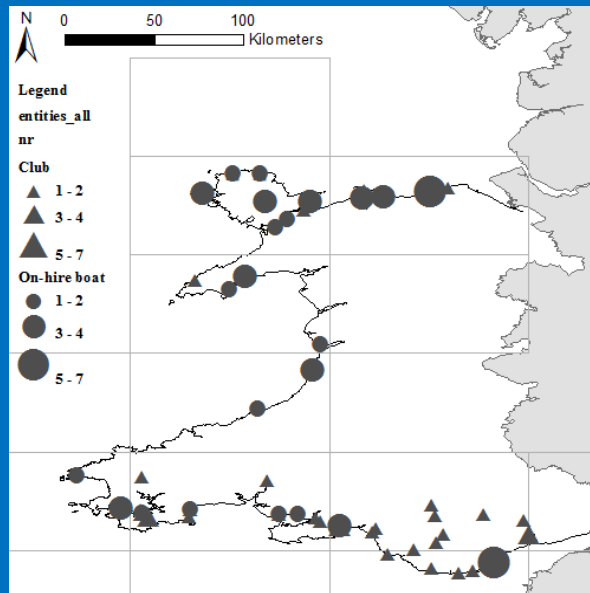 N
0 50 100
Kilometers
Legend
entities_all
nr
Club
1 - 2
3 - 4
5 - 7
On-hire boat
1 - 2
3 - 4
5 - 7